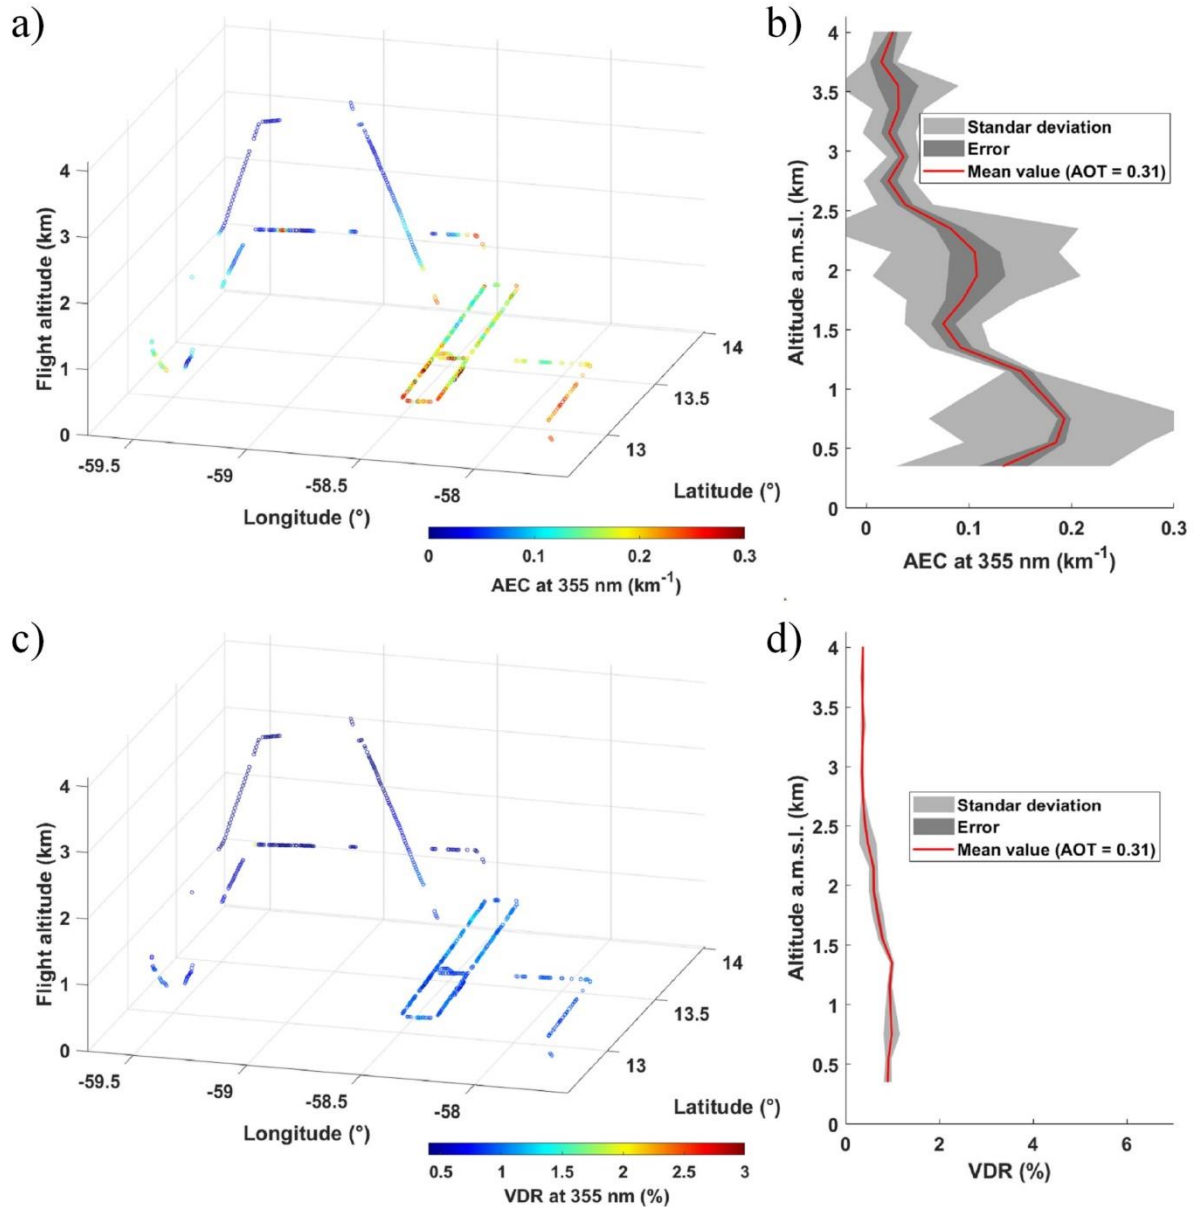 a)
4
3
2
1
0
Flight altitude (km)
-59.5
-59
-58.5
-58
Longitude (°)
13
13.5
14
Latitude (°)
0
0.1
0.2
0.3
AEC at 355 nm (km-1)
b)
4
3.5
3
2.5
2
1.5
1
0.5
0
Altitude a.m.s.l. (km)
Standar deviation
Error
Mean value (AOT = 0.31)
0
0.1
0.2
0.3
AEC at 355 nm (km-1)
c)
4
3
2
1
0
Flight altitude (km)
-59.5
-59
-58.5
-58
Longitude (°)
13
13.5
14
Latitude (°)
0.5
1
1.5
2
2.5
3
VDR at 355 nm (%)
d)
4
3.5
3
2.5
2
1.5
1
0.5
0
Altitude a.m.s.l. (km)
Standar deviation
Error
Mean value (AOT = 0.31)
0
2
4
6
VDR (%)